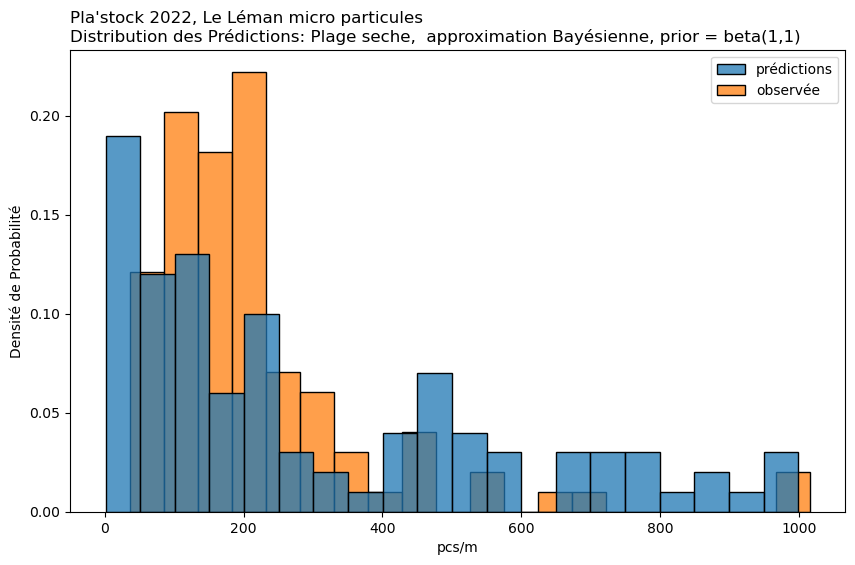 Pla'stock 2022, Le Léman micro particules
Distribution des Prédictions: Plage seche,  approximation Bayésienne, prior = beta(1,1)
prédictions
observée
Densité de Probabilité
0.20
0.15
0.10
0.05
0.00
0
200
400
600
800
1000
pcs/m